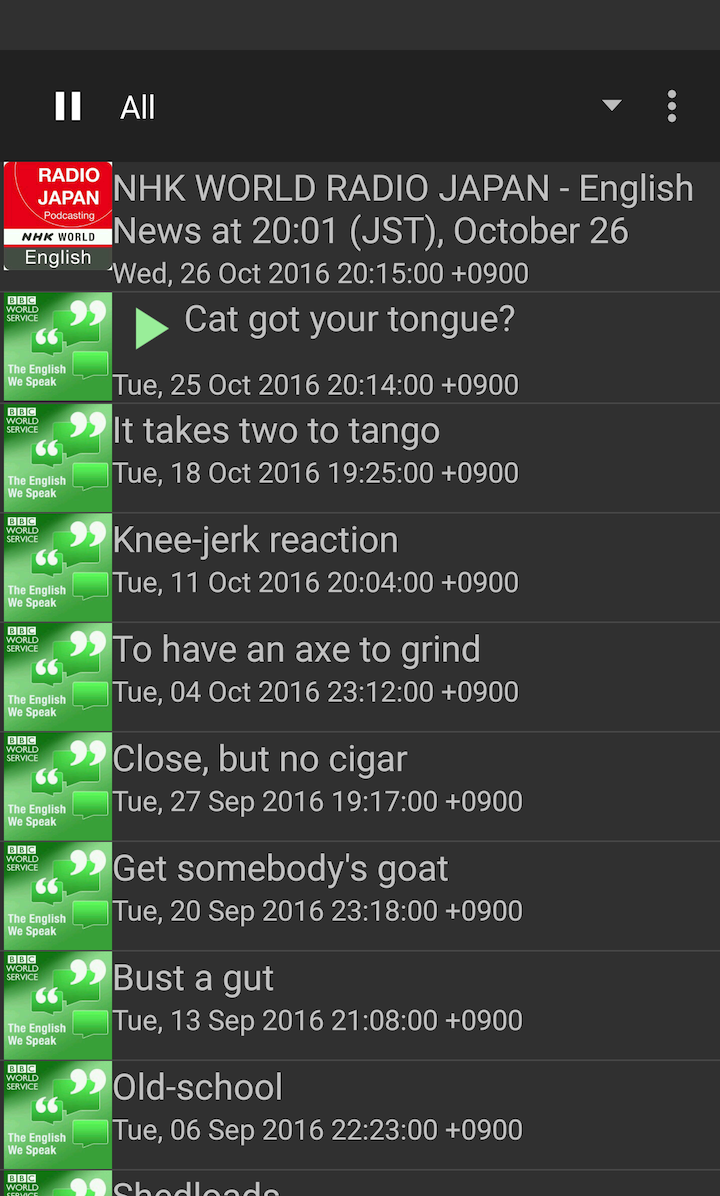 All
RADIO
JAPAN
Podcasting
NHK WORLD
English
NHK WORLD RADIO JAPAN - English
News at 20:01 (JST), October 26
Wed, 26 Oct 2016 20:15:00 +0900
BBC
WORLD
SERVICE
The English
We Speak
Cat got your tongue?
Tue, 25 Oct 2016 20:14:00 +0900
BBC
WORLD
SERVICE
The English
We Speak
It takes two to tango
Tue, 18 Oct 2016 19:25:00 +0900
BBC
WORLD
SERVICE
The English
We Speak
Knee-jerk reaction
Tue, 11 Oct 2016 20:04:00 +0900
BBC
WORLD
SERVICE
The English
We Speak
To have an axe to grind
Tue, 04 Oct 2016 23:12:00 +0900
BBC
WORLD
SERVICE
The English
We Speak
Close, but no cigar
Tue, 27 Sep 2016 19:17:00 +0900
BBC
WORLD
SERVICE
The English
We Speak
Get somebody's goat
Tue, 20 Sep 2016 23:18:00 +0900
BBC
WORLD
SERVICE
The English
We Speak
Bust a gut
Tue, 13 Sep 2016 21:08:00 +0900
BBC
WORLD
SERVICE
The English
We Speak
Old-school
Tue, 06 Sep 2016 22:23:00 +0900
BBC
WORLD
Shedloads